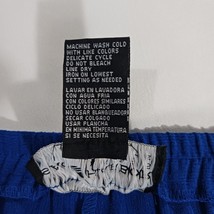 MACHINE WASH COLD
WITH LIKE COLORS
DELICATE CYCLE
DO NOT BLEACH
LINE DRY
IRON ON LOWEST
SETTING AS NEEDED
LAVAR EN LAVADORA
CON AGUA FRIA
CON COLORES SIMILARES
CICLO DELICADO
NO USAR BLANQUEADOR
SECAR DE
USAR PLANCHA
EN MINIMA TEMPERATURA
SI SE NECESITA